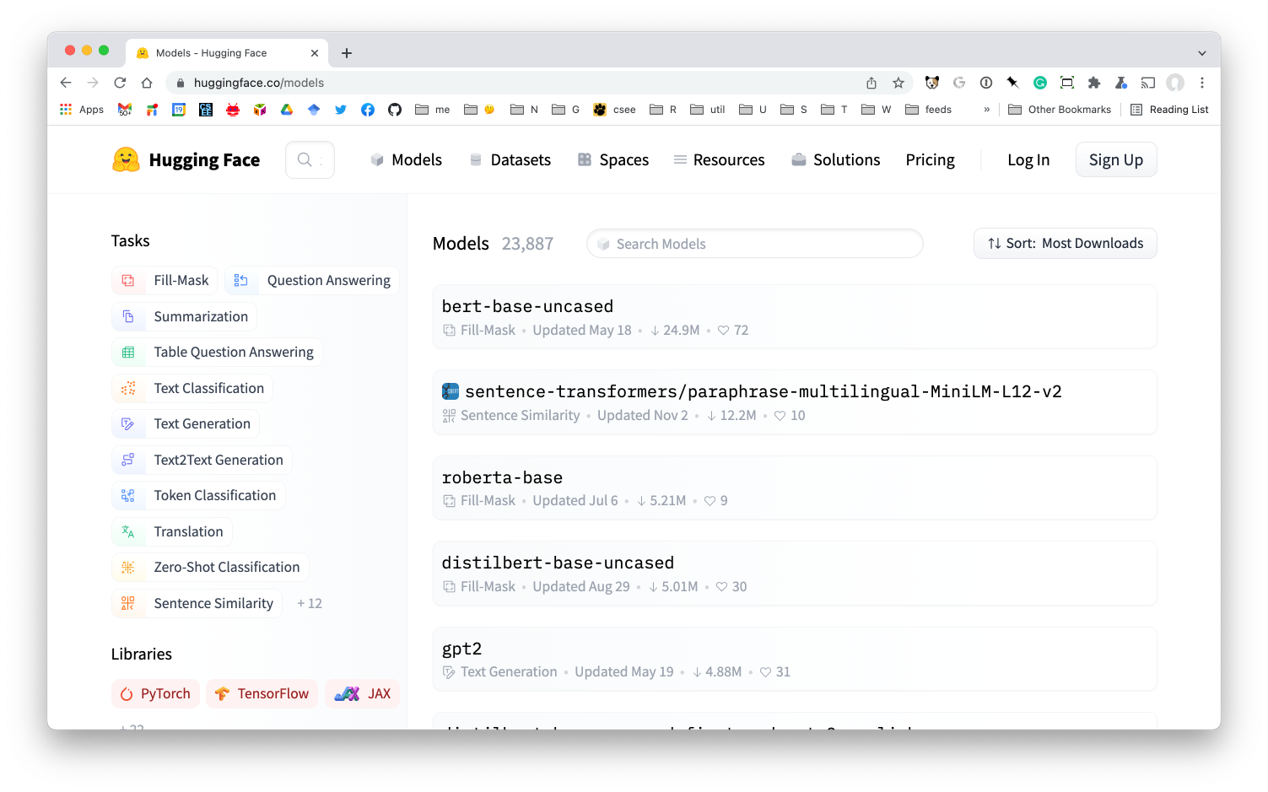 Models - Hugging Face
huggingface.co/models
Apps me N G csee R util U S T W feeds » Other Bookmarks Reading List
Hugging Face Models Datasets Spaces Resources Solutions Pricing Log In Sign Up
Tasks
Fill-Mask Question Answering
Summarization
Table Question Answering
Text Classification
Text Generation
Text2Text Generation
Token Classification
Translation
Zero-Shot Classification
Sentence Similarity + 12
Libraries
PyTorch TensorFlow JAX
Models 23,887 Search Models Sort: Most Downloads
bert-base-uncased
Fill-Mask • Updated May 18 • ↓ 24.9M • ♡ 72
sentence-transformers/paraphrase-multilingual-MiniLM-L12-v2
Sentence Similarity • Updated Nov 2 • ↓ 12.2M • ♡ 10
roberta-base
Fill-Mask • Updated Jul 6 • ↓ 5.21M • ♡ 9
distilbert-base-uncased
Fill-Mask • Updated Aug 29 • ↓ 5.01M • ♡ 30
gpt2
Text Generation • Updated May 19 • ↓ 4.88M • ♡ 31